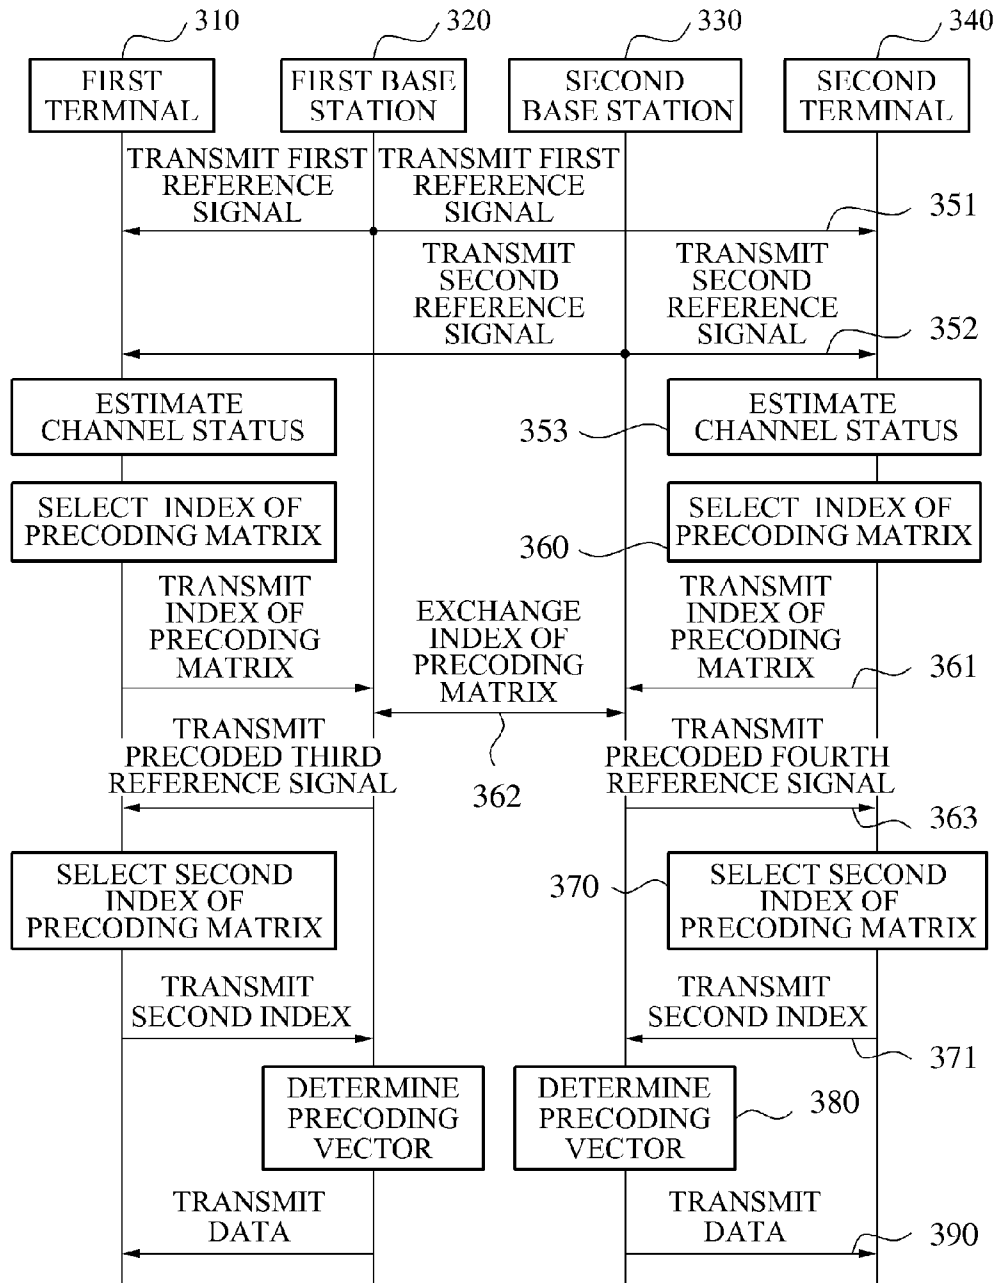 310
320
330
340
FIRST
TERMINAL
FIRST BASE
STATION
SECOND
BASE STATION
SECOND
TERMINAL
TRANSMIT FIRST
REFERENCE
SIGNAL
TRANSMIT FIRST
REFERENCE
SIGNAL
351
TRANSMIT
SECOND
REFERENCE
SIGNAL
TRANSMIT
SECOND
REFERENCE
SIGNAL
352
ESTIMATE
CHANNEL STATUS
353
ESTIMATE
CHANNEL STATUS
SELECT INDEX OF
PRECODING MATRIX
360
SELECT INDEX OF
PRECODING MATRIX
TRANSMIT
INDEX OF
PRECODING
MATRIX
EXCHANGE
INDEX OF
PRECODING
MATRIX
362
TRANSMIT
INDEX OF
PRECODING
MATRIX
361
TRANSMIT
PRECODED THIRD
REFERENCE SIGNAL
TRANSMIT
PRECODED FOURTH
REFERENCE SIGNAL
363
SELECT SECOND
INDEX OF
PRECODING MATRIX
370
SELECT SECOND
INDEX OF
PRECODING MATRIX
TRANSMIT
SECOND INDEX
TRANSMIT
SECOND INDEX
371
DETERMINE
PRECODING
VECTOR
DETERMINE
PRECODING
VECTOR
380
TRANSMIT
DATA
TRANSMIT
DATA
390